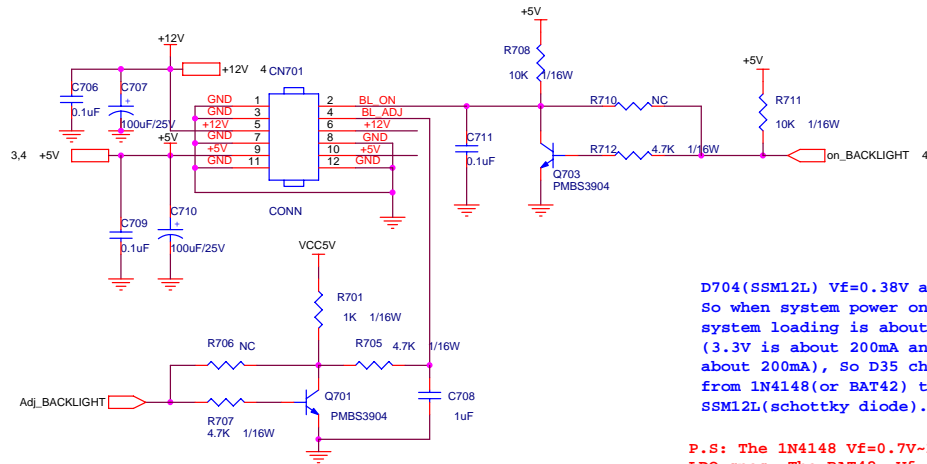 +5V
+12V
+12V 4
CN701
R708
10K 1/16W
+5V
C706
0.1uF
C707
100uF/25V
GND 1
GND 3
+12V 5
GND 7
+5V 9
GND 11
2 BL_ON
4 BL_ADJ
6 +12V
8 GND
10 +5V
12 GND
CONN
R710 NC
R711
10K 1/16W
C711
0.1uF
R712 4.7K 1/16W
on_BACKLIGHT 4
Q703
PMBS3904
3,4 +5V
+5V
C709
0.1uF
C710
100uF/25V
VCC5V
R701
1K 1/16W
R706 NC
R705 4.7K 1/16W
Adj_BACKLIGHT
Q701
PMBS3904
C708
1uF
R707
4.7K 1/16W
D704(SSM12L) Vf=0.38V a
So when system power on
system loading is about
(3.3V is about 200mA an
about 200mA), So D35 ch
from 1N4148(or BAT42) t
SSM12L(schottky diode).
P.S: The 1N4148 Vf=0.7V~